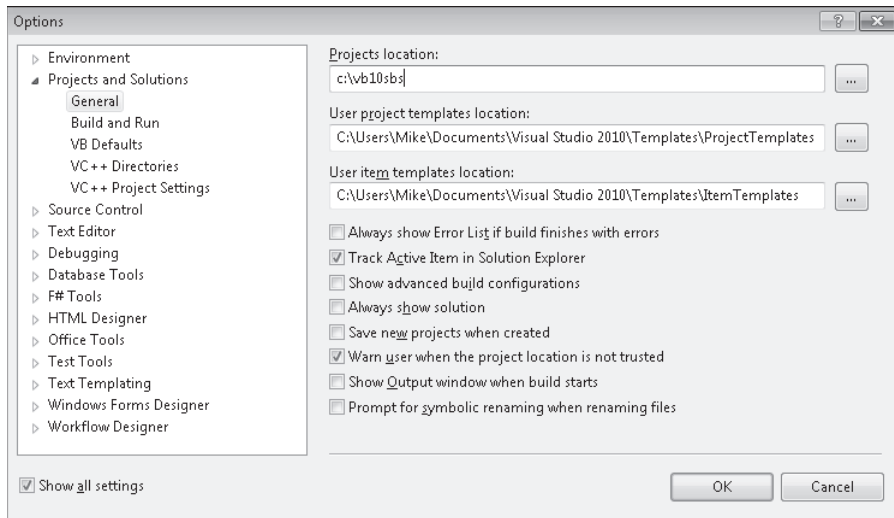 Options
Environment
Projects and Solutions
General
Build and Run
VB Defaults
VC++ Directories
VC++ Project Settings
Source Control
Text Editor
Debugging
Database Tools
F# Tools
HTML Designer
Office Tools
Test Tools
Text Templating
Windows Forms Designer
Workflow Designer
Show all settings
Projects location:
c:\vb10sbs
...
User project templates location:
C:\Users\Mike\Documents\Visual Studio 2010\Templates\ProjectTemplates
...
User item templates location:
C:\Users\Mike\Documents\Visual Studio 2010\Templates\ItemTemplates
...
Always show Error List if build finishes with errors
Track Active Item in Solution Explorer
Show advanced build configurations
Always show solution
Save new projects when created
Warn user when the project location is not trusted
Show Output window when build starts
Prompt for symbolic renaming when renaming files
OK
Cancel